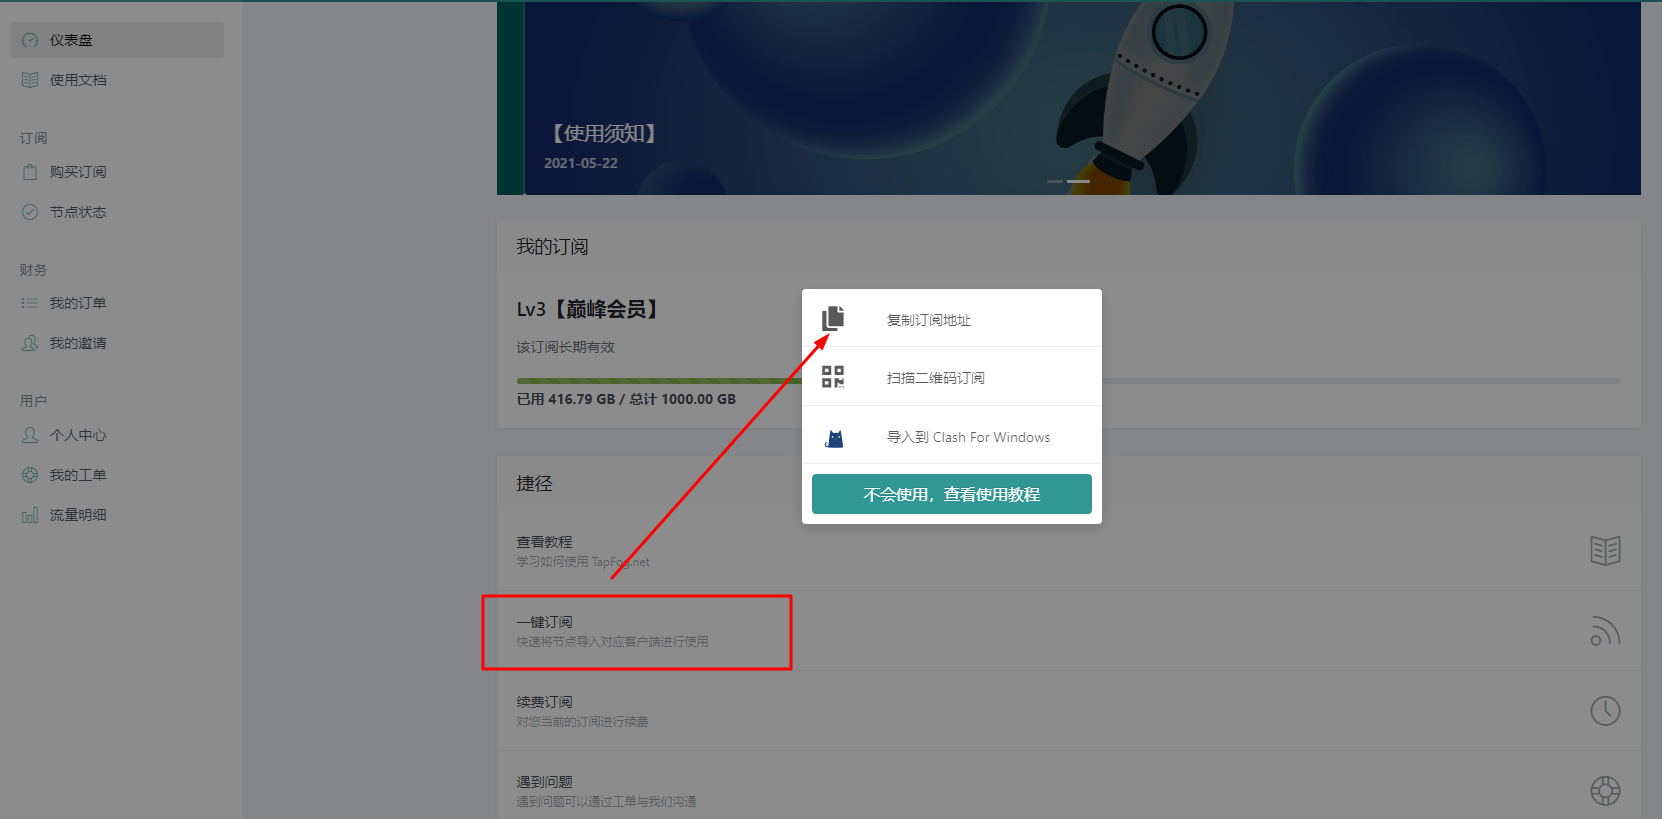 仪表盘
使用文档
订阅
购买订阅
节点状态
财务
我的订单
我的邀请
用户
个人中心
我的工单
流量明细
【使用须知】
2021-05-22
我的订阅
Lv3【巅峰会员】
该订阅长期有效
已用 416.79 GB / 总计 1000.00 GB
复制订阅地址
扫描二维码订阅
导入到 Clash For Windows
不会使用，查看使用教程
捷径
查看教程
学习如何使用 TapFog.net
一键订阅
快速将节点导入对应客户端进行使用
续费订阅
对您当前的订阅进行续费
遇到问题
遇到问题可以通过工单与我们沟通